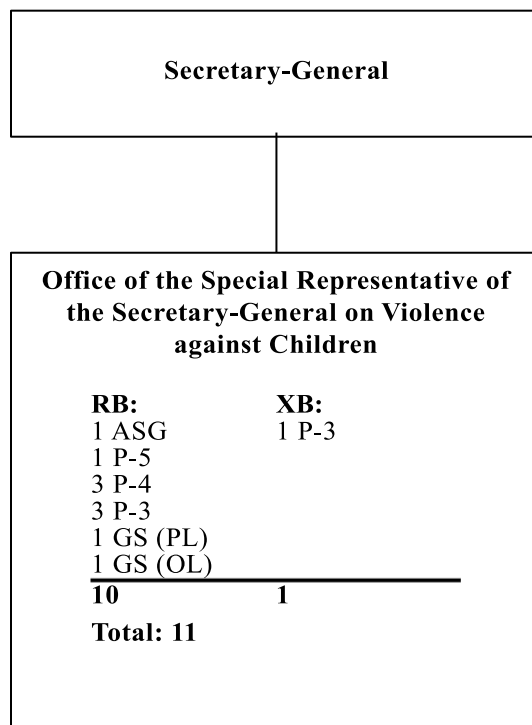 Secretary-General
Office of the Special Representative of
the Secretary-General on Violence
against Children
RB: XB:
1 ASG 1 P-3
1 P-5
3 P-4
3 P-3
1 GS (PL)
1 GS (OL)
10 1
Total: 11